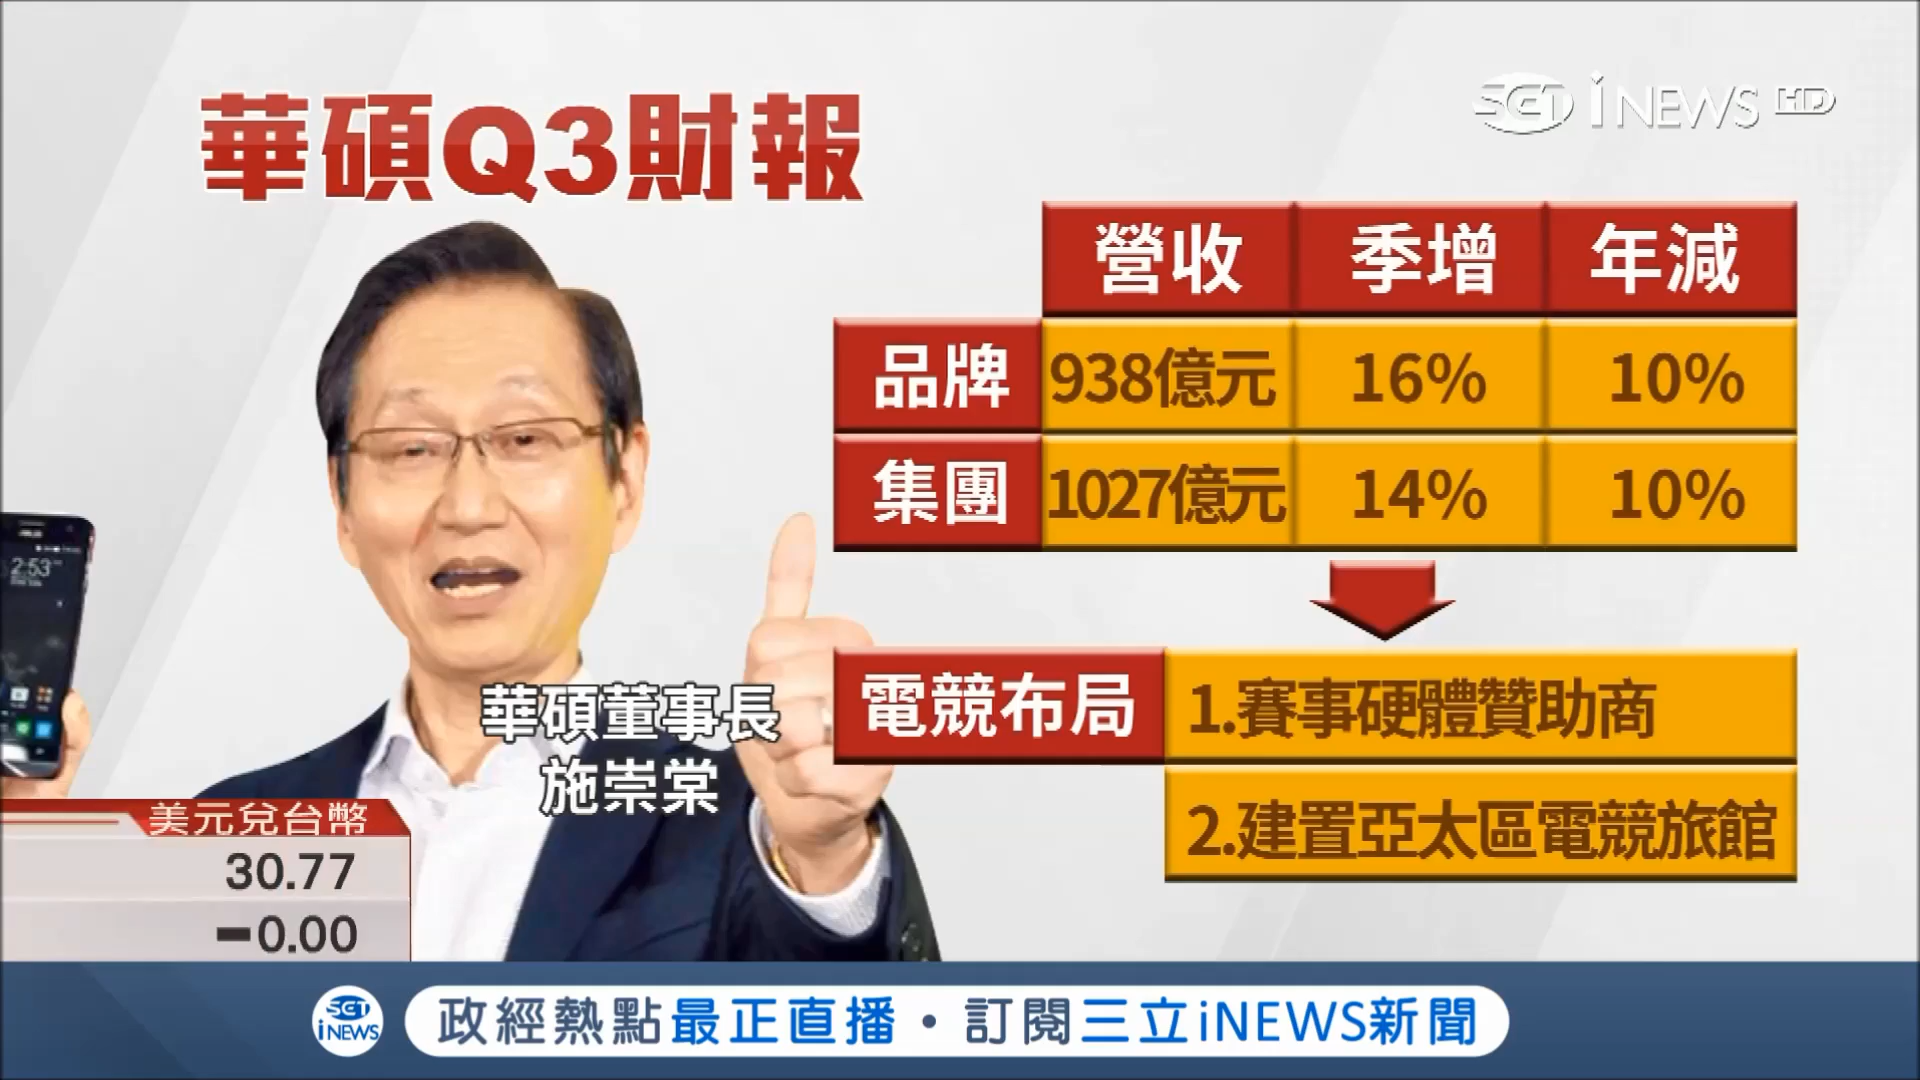 華碩Q3財報
SET iNEWS HD
營收 季增 年減
品牌 938億元 16% 10%
集團 1027億元 14% 10%
電競布局 1.賽事硬體贊助商
2.建置亞太區電競旅館
華碩董事長
施崇棠
2:53
美元兌台幣
30.77
-0.00
SET iNEWS 政經熱點最正直播・訂閱三立iNEWS新聞